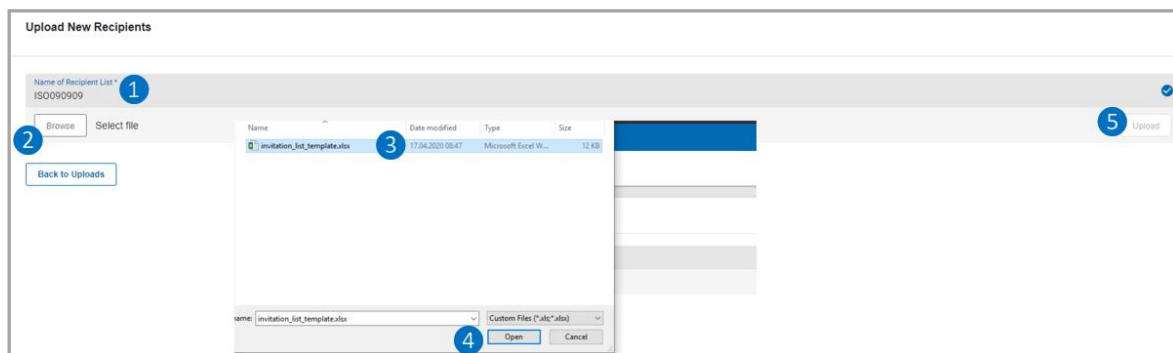 Upload New Recipients
Name of Recipient List *
1
ISO090909
Browse
Select file
2
Name
Date modified
Type
Size
invitation_list_template.xlsx
3
17.04.2020 08:47
Microsoft Excel W...
12 KB
5
Upload
Back to Uploads
ame:
invitation_list_template.xlsx
Custom Files (*.xls;*.xlsx)
4
Open
Cancel